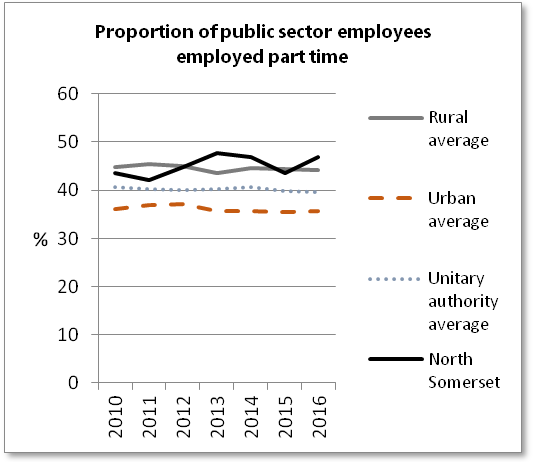 Proportion of public sector employees
employed part time
60
50
40
30
20
10
0
%
2010
2011
2012
2013
2014
2015
2016
Rural
average
Urban
average
Unitary
authority
average
North
Somerset